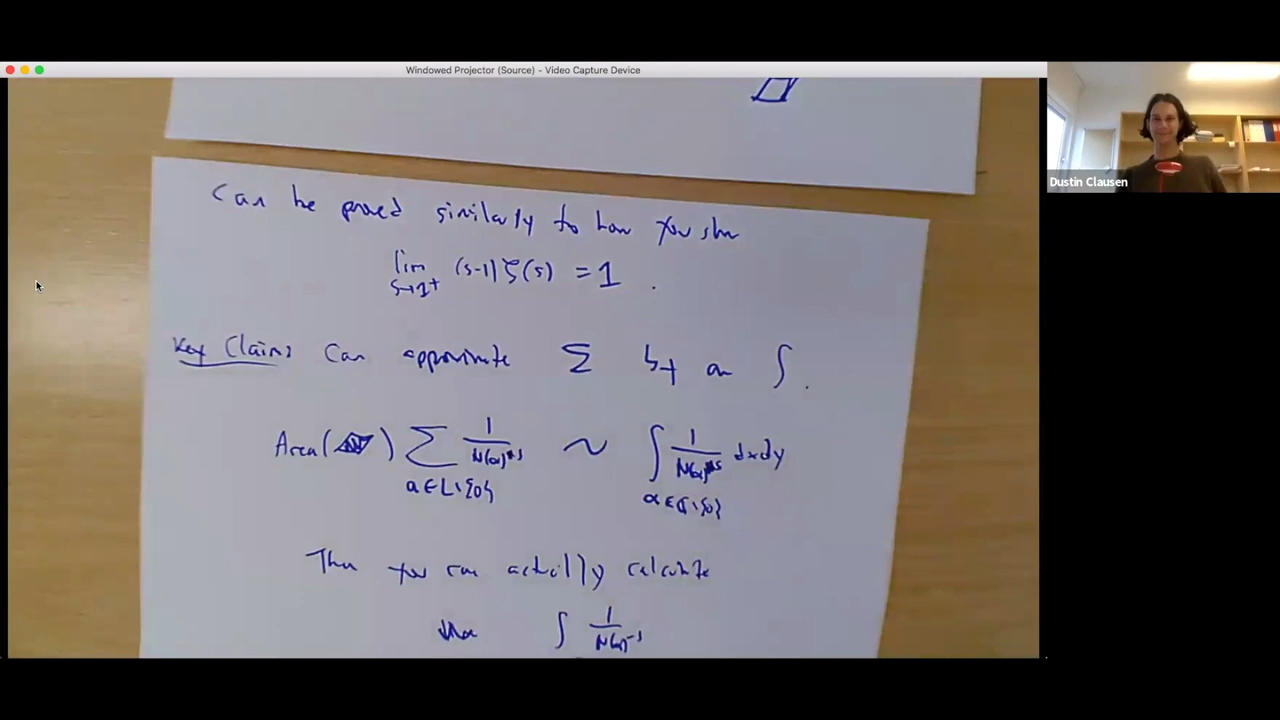 Windowed Projector (Source) - Video Capture Device
Dustin Clausen
Can be proved similarly to how you show
lim (s-1) ζ(s) = 1.
s→1⁺
Key Claim: Can approximate Σ by an ∫.
Area( ) Σ 1/N(α)ˢ ~ ∫ 1/N(α)ˢ dxdy
α∈L\{0} α∈ℂ\{0}
Then you can actually calculate
∫ 1/N(α)⁻ˢ